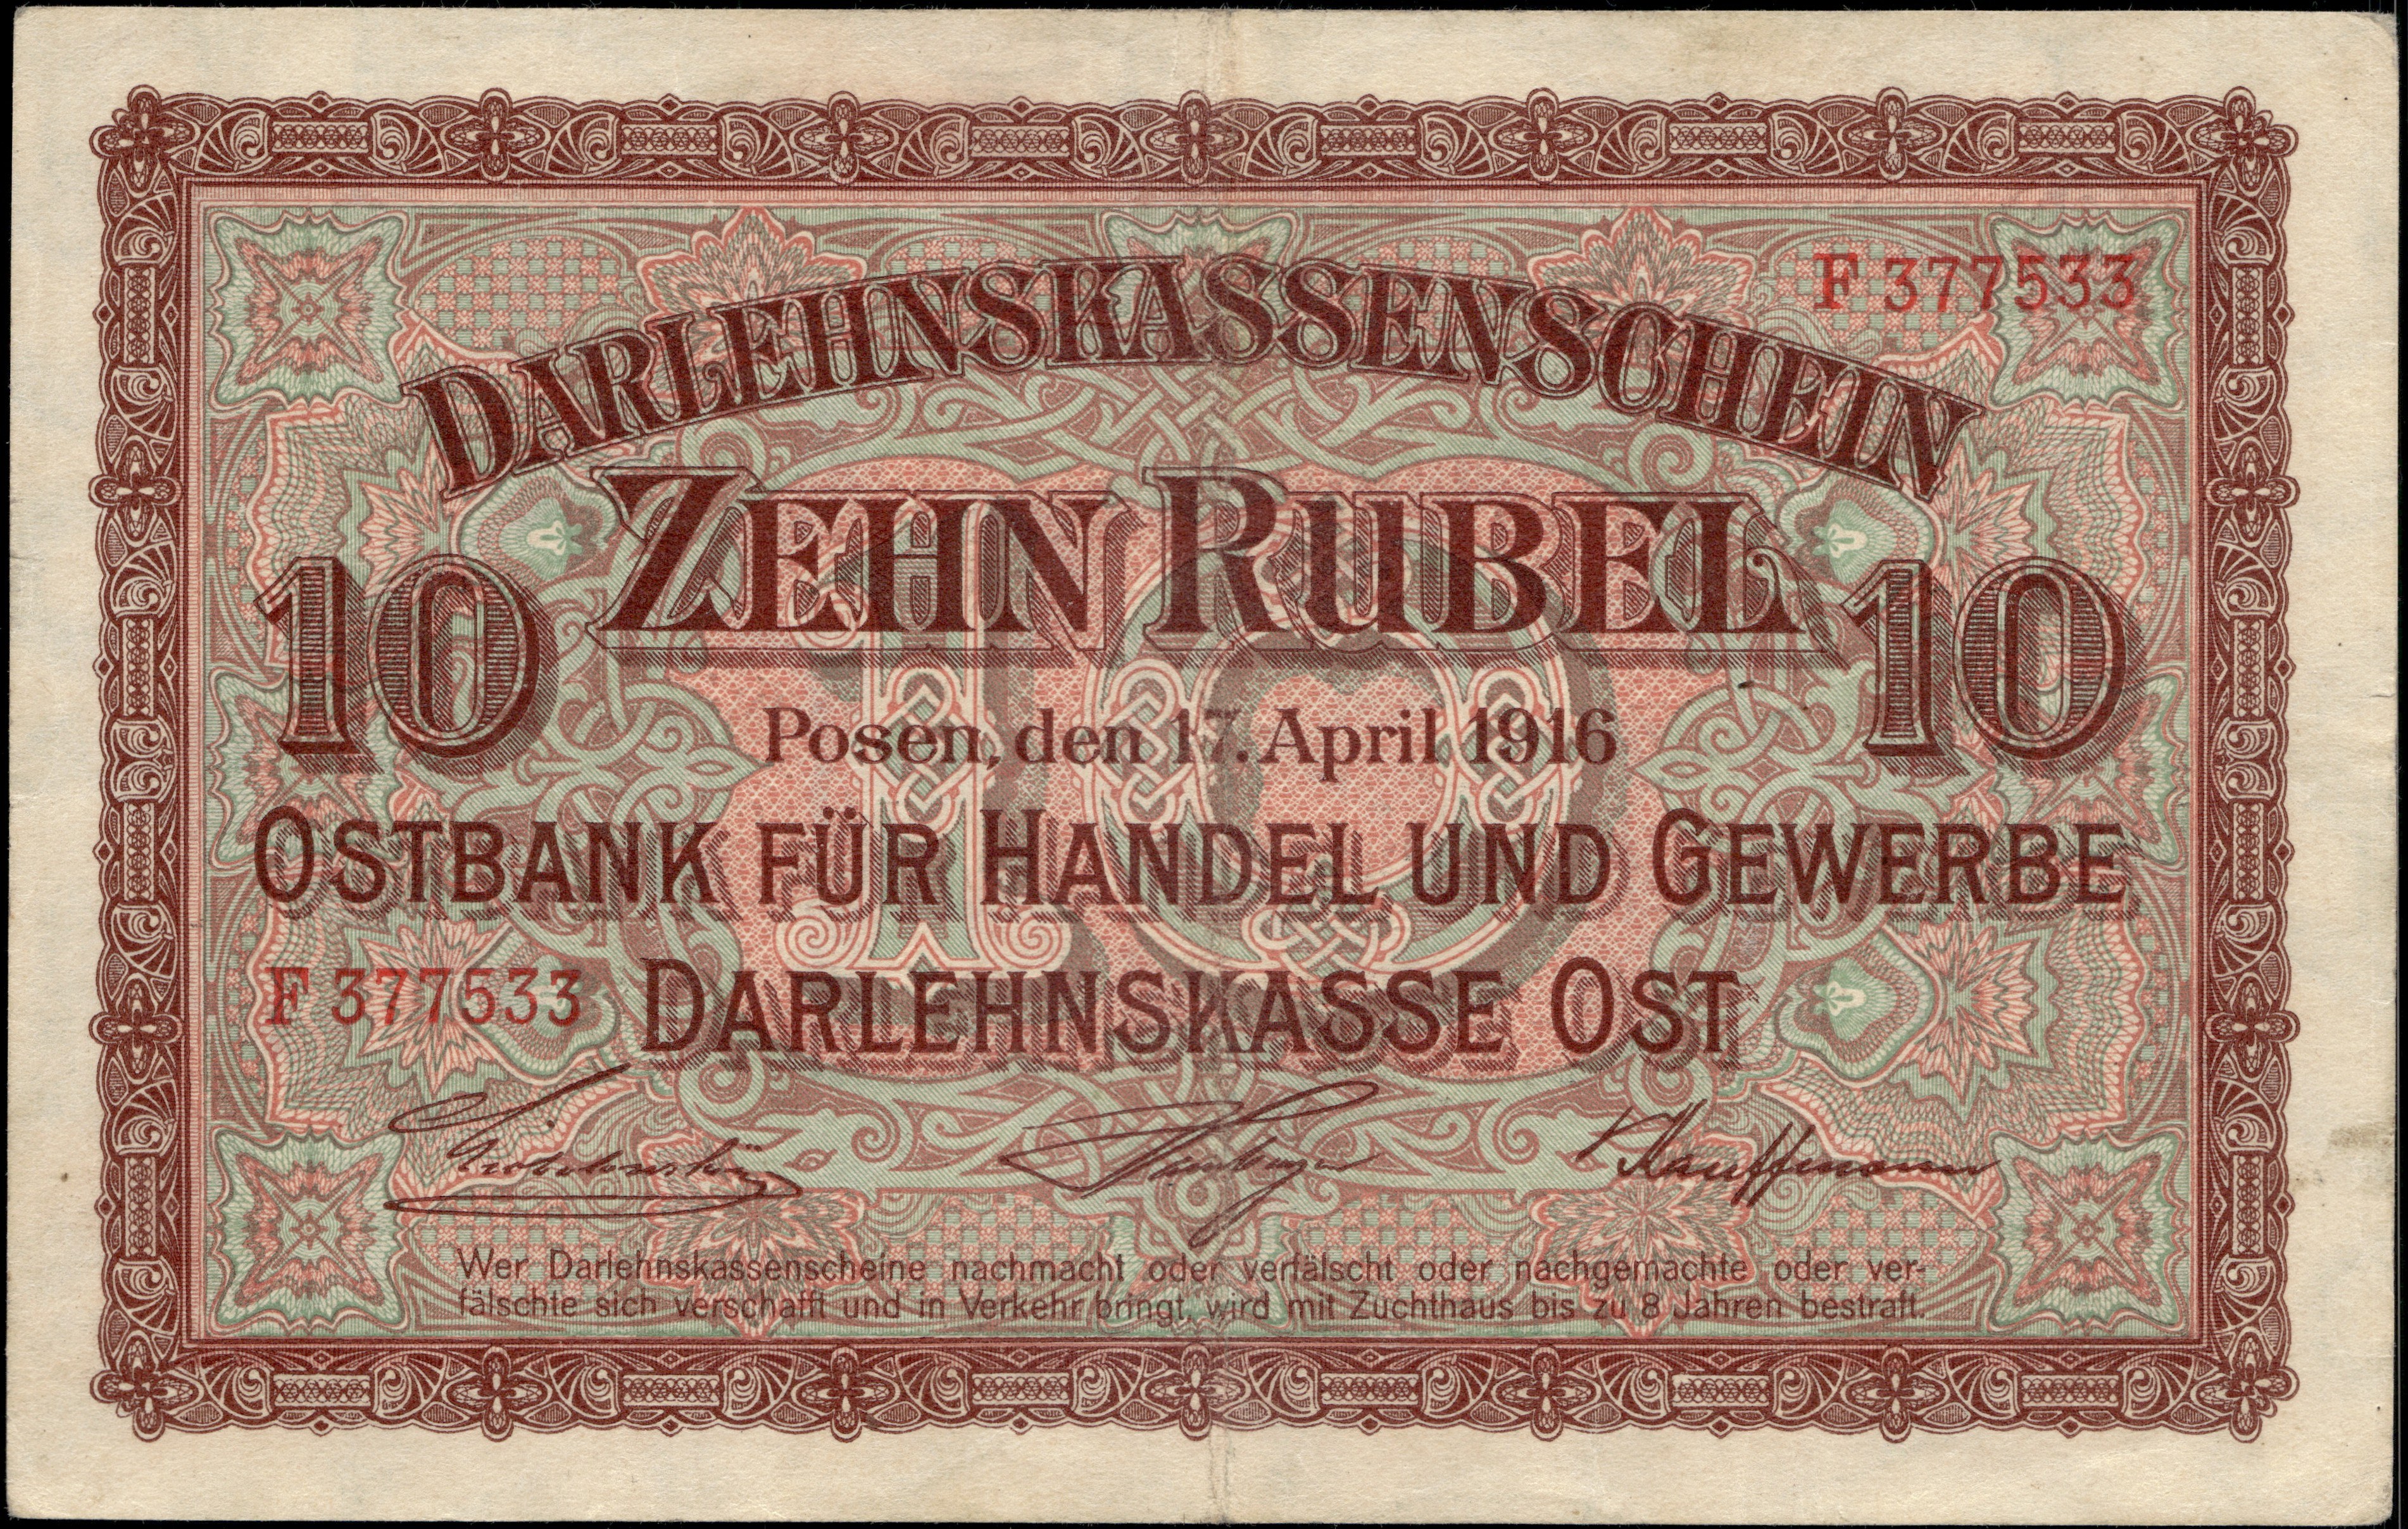 F 377533
DARLEHNSKASSENSCHEIN
10 ZEHN RUBEL 10
Posen, den 17. April 1916
OSTBANK FÜR HANDEL UND GEWERBE
F 377533 DARLEHNSKASSE OST
Kauffmann
Wer Darlehnskassenscheine nachmacht oder verfälscht oder nachgemachte oder ver-
fälschte sich verschafft und in Verkehr bringt, wird mit Zuchthaus bis zu 8 Jahren bestraft.
10